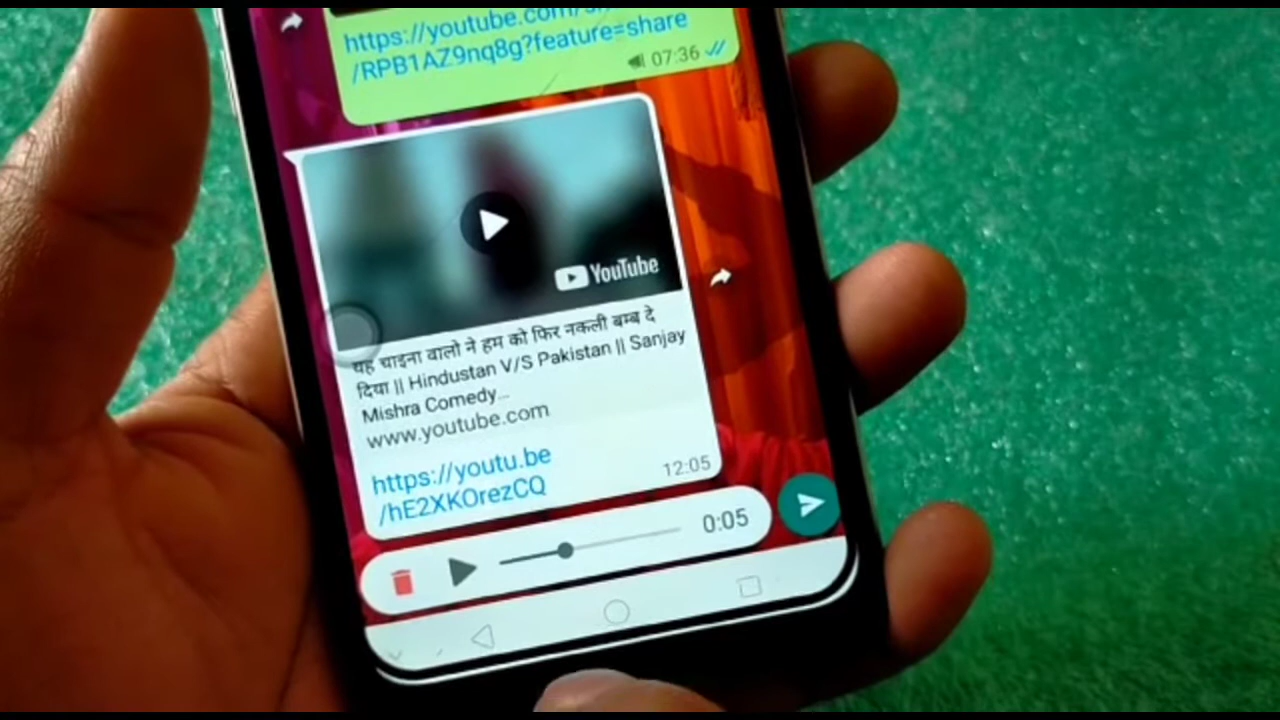 https://youtube.com/
/RPB1AZ9nq8g?feature=share
07:36
YouTube
यह चाइना वालो ने हम को फिर नकली बम्ब दे
दिया || Hindustan V/S Pakistan || Sanjay
Mishra Comedy...
www.youtube.com
https://youtu.be
/hE2XKOrezCQ
12:05
0:05